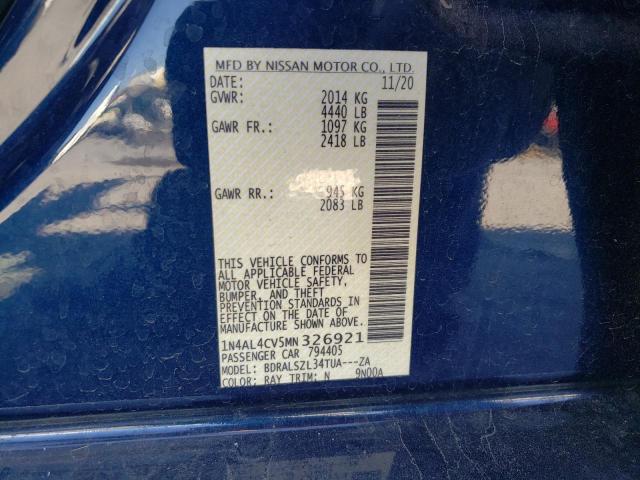 MFD BY NISSAN MOTOR CO., LTD.
DATE: 11/20
GVWR: 2014 KG
4440 LB
GAWR FR.: 1097 KG
2418 LB
GAWR RR.: 945 KG
2083 LB
THIS VEHICLE CONFORMS TO
ALL APPLICABLE FEDERAL
MOTOR VEHICLE SAFETY,
BUMPER, AND THEFT
PREVENTION STANDARDS IN
EFFECT ON THE DATE OF
MANUFACTURE SHOWN ABOVE.
1N4AL4CV5MN326921
PASSENGER CAR 794405
MODEL: BDRALSZL34TUA---ZA
COLOR: RAY TRIM: N 9N00A